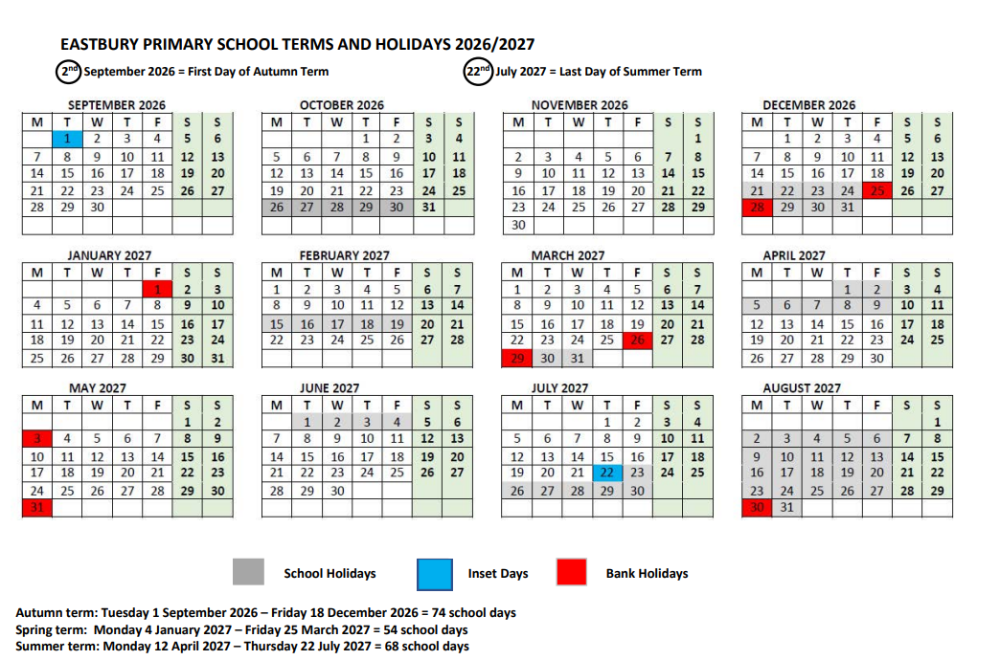 EASTBURY PRIMARY SCHOOL TERMS AND HOLIDAYS 2026/2027
2nd September 2026 = First Day of Autumn Term 22nd July 2027 = Last Day of Summer Term
SEPTEMBER 2026
M T W T F S S
1 2 3 4 5 6
7 8 9 10 11 12 13
14 15 16 17 18 19 20
21 22 23 24 25 26 27
28 29 30
OCTOBER 2026
M T W T F S S
1 2 3 4
5 6 7 8 9 10 11
12 13 14 15 16 17 18
19 20 21 22 23 24 25
26 27 28 29 30 31
NOVEMBER 2026
M T W T F S S
1
2 3 4 5 6 7 8
9 10 11 12 13 14 15
16 17 18 19 20 21 22
23 24 25 26 27 28 29
30
DECEMBER 2026
M T W T F S S
1 2 3 4 5 6
7 8 9 10 11 12 13
14 15 16 17 18 19 20
21 22 23 24 25 26 27
28 29 30 31
JANUARY 2027
M T W T F S S
1 2 3
4 5 6 7 8 9 10
11 12 13 14 15 16 17
18 19 20 21 22 23 24
25 26 27 28 29 30 31
FEBRUARY 2027
M T W T F S S
1 2 3 4 5 6 7
8 9 10 11 12 13 14
15 16 17 18 19 20 21
22 23 24 25 26 27 28
MARCH 2027
M T W T F S S
1 2 3 4 5 6 7
8 9 10 11 12 13 14
15 16 17 18 19 20 21
22 23 24 25 26 27 28
29 30 31
APRIL 2027
M T W T F S S
1 2 3 4
5 6 7 8 9 10 11
12 13 14 15 16 17 18
19 20 21 22 23 24 25
26 27 28 29 30
MAY 2027
M T W T F S S
1 2
3 4 5 6 7 8 9
10 11 12 13 14 15 16
17 18 19 20 21 22 23
24 25 26 27 28 29 30
31
JUNE 2027
M T W T F S S
1 2 3 4 5 6
7 8 9 10 11 12 13
14 15 16 17 18 19 20
21 22 23 24 25 26 27
28 29 30
JULY 2027
M T W T F S S
1 2 3 4
5 6 7 8 9 10 11
12 13 14 15 16 17 18
19 20 21 22 23 24 25
26 27 28 29 30
AUGUST 2027
M T W T F S S
1
2 3 4 5 6 7 8
9 10 11 12 13 14 15
16 17 18 19 20 21 22
23 24 25 26 27 28 29
30 31
School Holidays Inset Days Bank Holidays
Autumn term: Tuesday 1 September 2026 – Friday 18 December 2026 = 74 school days
Spring term: Monday 4 January 2027 – Friday 25 March 2027 = 54 school days
Summer term: Monday 12 April 2027 – Thursday 22 July 2027 = 68 school days